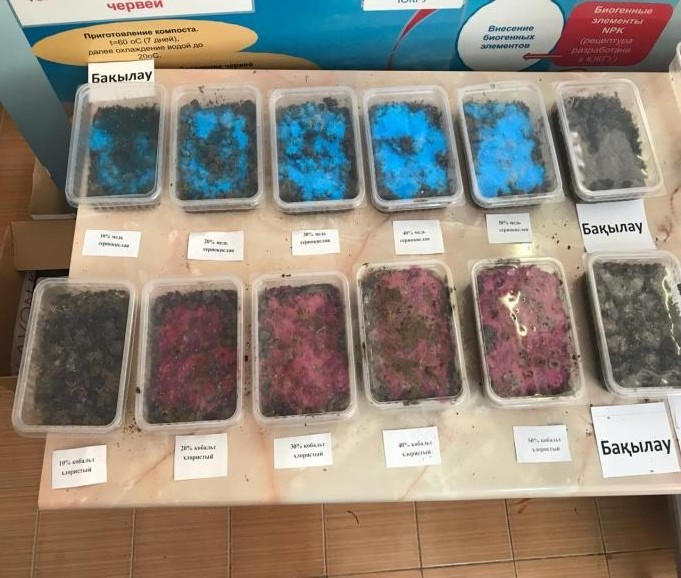 червей
ЮКГУ
Приготовление компоста.
t=60 оС (7 дней),
далее охлаждение водой до
20оС.
червей
Внесение
биогенных
элементов
Биогенные
элементы
NPK
(рецептура
разработана
в ЮКГУ)
Бақылау
10% медь
сернокислая
20% медь
сернокислая
30% медь
сернокислая
40% медь
сернокислая
50% медь
сернокислая
Бақылау
10% кобальт
хлористый
20% кобальт
хлористый
30% кобальт
хлористый
40% кобальт
хлористый
50% кобальт
хлористый
Бақылау